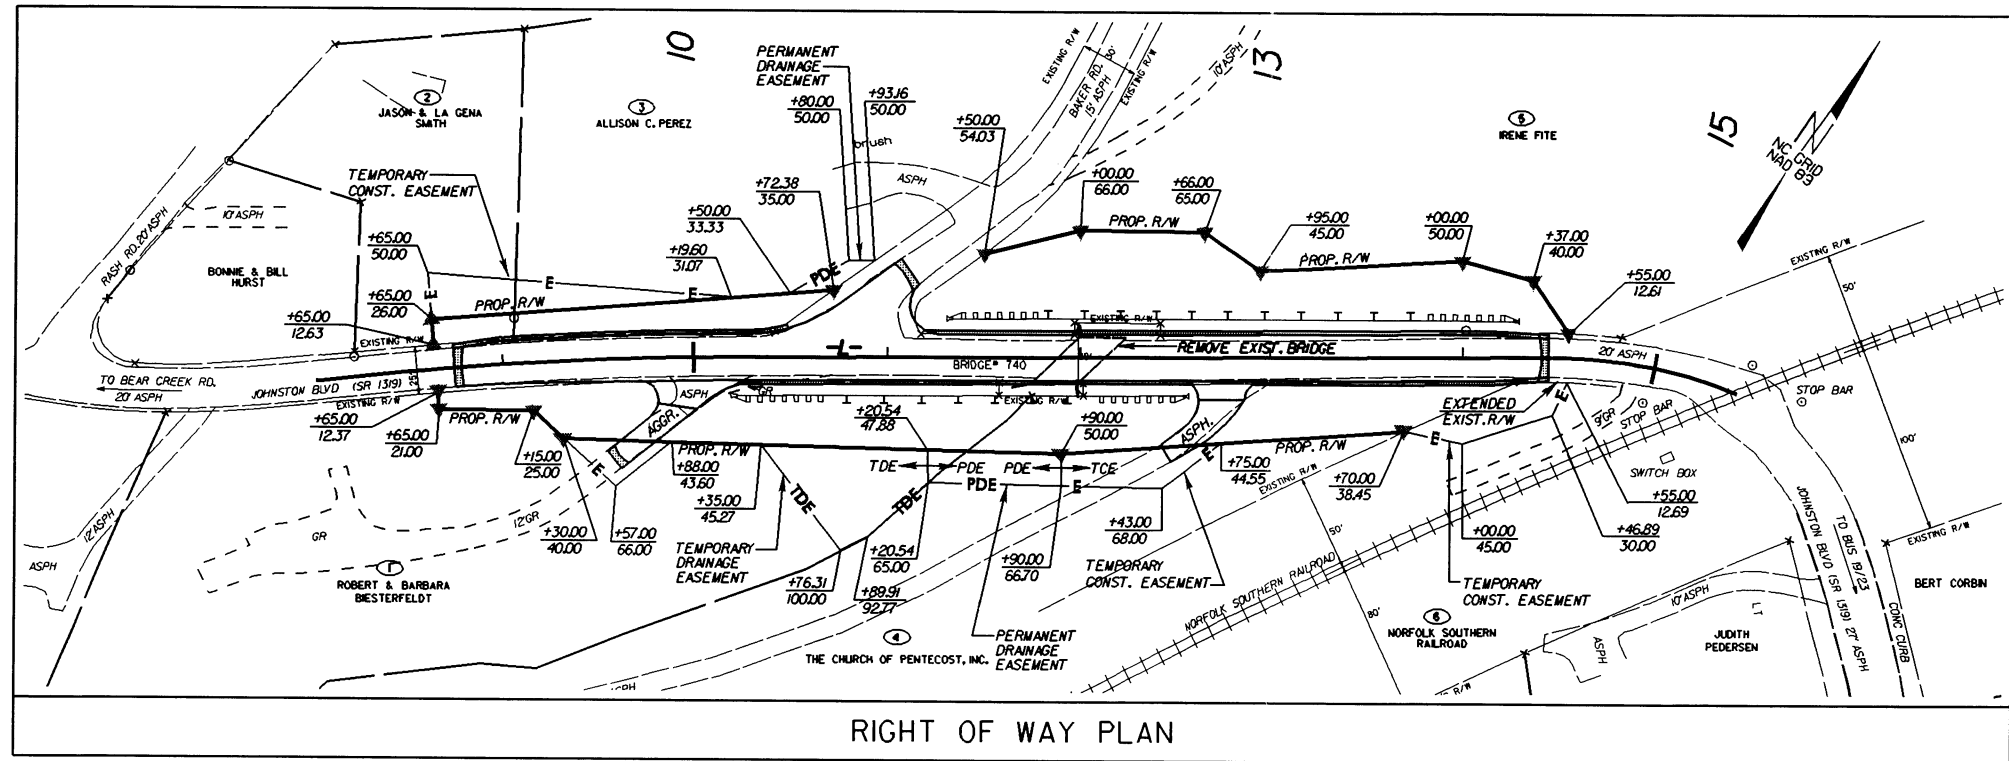 10
13
15
PERMANENT
DRAINAGE
EASEMENT
+80.00
50.00
+93.16
50.00
+50.00
54.03
EXISTING R/W
BAKER RD.
15' ASPH
30'
EXISTING R/W
10' ASPH
NC GRID
NAD 83
2
JASON & LA GENA
SMITH
3
ALLISON C. PEREZ
5
IRENE FITE
brush
ASPH
TEMPORARY
CONST. EASEMENT
+72.38
35.00
+50.00
33.33
+19.60
31.07
+00.00
66.00
+66.00
65.00
PROP. R/W
+95.00
45.00
+00.00
50.00
+37.00
40.00
PROP. R/W
+55.00
12.61
EXISTING R/W
50'
RASH RD. 20' ASPH
10' ASPH
BONNIE & BILL
HURST
+65.00
50.00
E
E
E
PDE
PROP. R/W
+65.00
26.00
+65.00
12.63
EXISTING R/W
EXISTING R/W
-L-
REMOVE EXIST. BRIDGE
BRIDGE# 740
20' ASPH
TO BEAR CREEK RD.
20' ASPH
JOHNSTON BLVD (SR 1319)
25'
EXISTING R/W
ASPH
GR
EXISTING R/W
EXTENDED
EXIST. R/W
E
9' GR
STOP BAR
STOP BAR
+65.00
12.37
+65.00
21.00
PROP. R/W
AGGR.
+15.00
25.00
E
PROP. R/W
+88.00
43.60
+35.00
45.27
+20.54
47.88
+90.00
50.00
TDE
PDE
PDE
TCE
PDE
E
ASPH.
E
PROP. R/W
+75.00
44.55
EXISTING R/W
+70.00
38.45
E
EXISTING R/W
100'
SWITCH BOX
+55.00
12.69
+46.89
30.00
+00.00
45.00
12' ASPH
ASPH
GR
12' GR
+30.00
40.00
+57.00
66.00
TEMPORARY
DRAINAGE
EASEMENT
TDE
TDE
+76.31
100.00
+89.91
92.77
+20.54
65.00
+90.00
66.70
+43.00
68.00
TEMPORARY
CONST. EASEMENT
50'
80'
NORFOLK SOUTHERN RAILROAD
TEMPORARY
CONST. EASEMENT
1
ROBERT & BARBARA
BIESTERFELDT
4
THE CHURCH OF PENTECOST, INC.
PERMANENT
DRAINAGE
EASEMENT
6
NORFOLK SOUTHERN
RAILROAD
10' ASPH
ASPH
LT
JUDITH
PEDERSEN
JOHNSTON BLVD (SR 1319) 27' ASPH
TO BUS 19/23
CONC CURB
EXISTING R/W
BERT CORBIN
R/W
RIGHT OF WAY PLAN